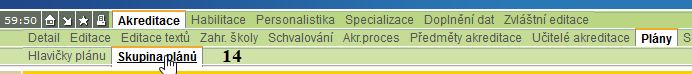 59:50 Akreditace Habilitace Personalistika Specializace Doplnění dat Zvláštní editace
Detail Editace Editace textů Zahr. školy Schvalování Akr.proces Předměty akreditace Učitelé akreditace Plány S
Hlavičky plánu Skupina plánů 14